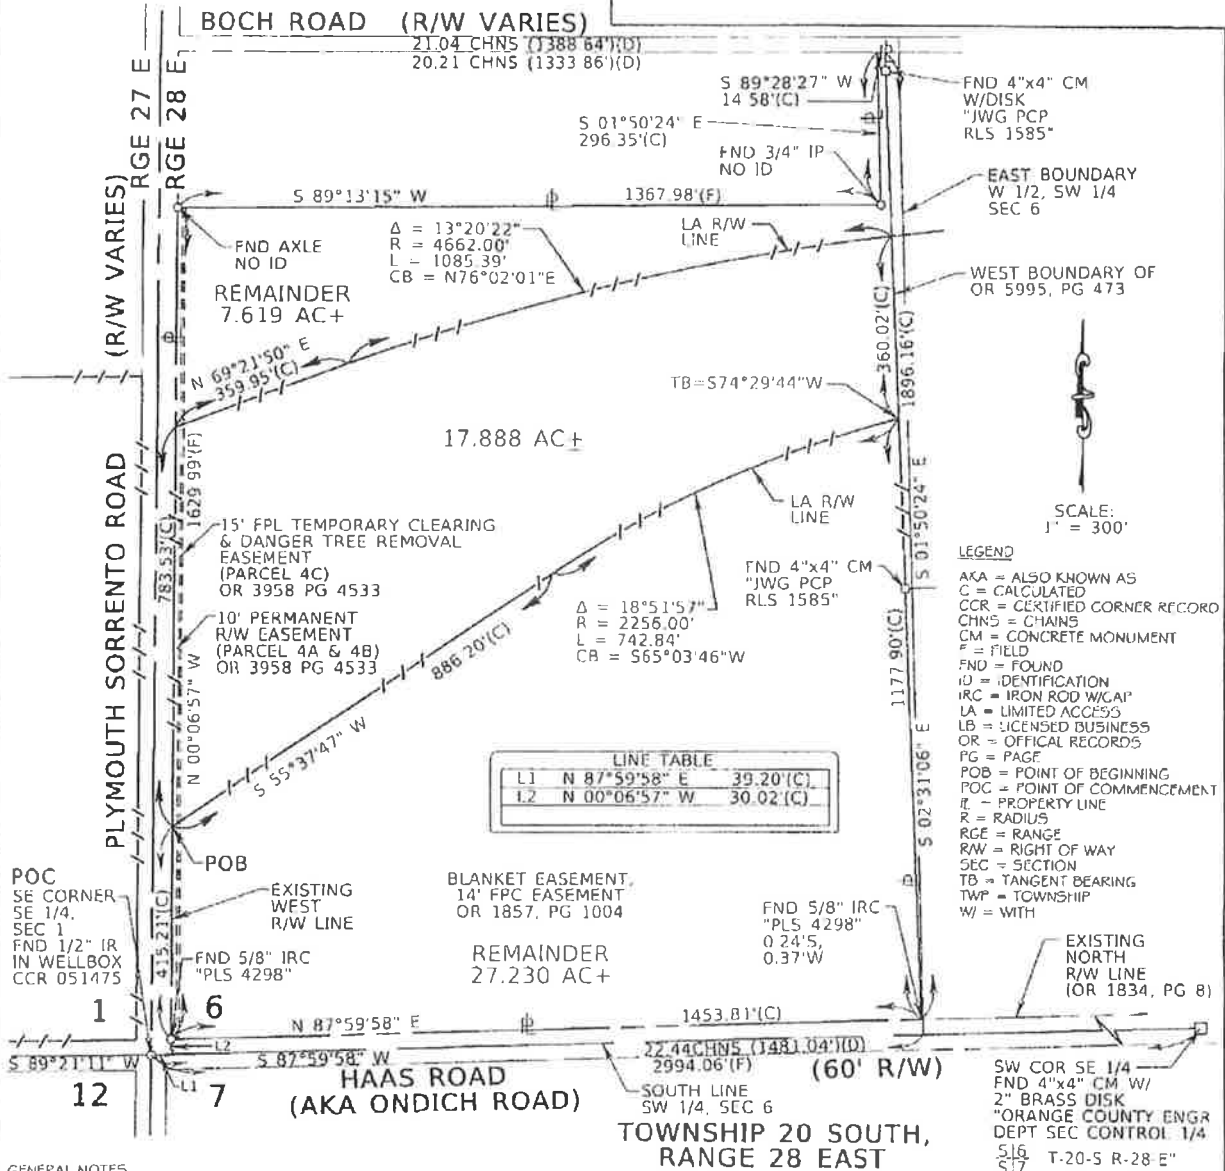 BOCH ROAD (R/W VARIES)
21.04 CHNS (1388 64')(D)
20.21 CHNS (1333 86')(D)
RGE 27 E
RGE 28 E
(R/W VARIES)
PLYMOUTH SORRENTO ROAD
S 89°28'27" W
14 58'(C)
S 01°50'24" E
296.35'(C)
FND 3/4" IP
NO ID
FND 4"x4" CM
W/DISK
"JWG PCP
RLS 1585"
EAST BOUNDARY
W 1/2, SW 1/4
SEC 6
WEST BOUNDARY OF
OR 5995, PG 473
S 89°13'15" W
1367.98'(F)
FND AXLE
NO ID
REMAINDER
7.619 AC+
Δ = 13°20'22"
R = 4662.00'
L = 1085.39'
CB = N76°02'01"E
LA R/W
LINE
N 69°21'50" E
359.95'(C)
360.02'(C)
1896.16'(C)
TB=S74°29'44"W
17.888 AC±
LA R/W
LINE
1629 99'(F)
783.53'(C)
N 00°06'57" W
15' FPL TEMPORARY CLEARING
& DANGER TREE REMOVAL
EASEMENT
(PARCEL 4C)
OR 3958 PG 4533
10' PERMANENT
R/W EASEMENT
(PARCEL 4A & 4B)
OR 3958 PG 4533
FND 4"x4" CM
"JWG PCP
RLS 1585"
Δ = 18°51'57"
R = 2256.00'
L = 742.84'
CB = S65°03'46"W
886 20'(C)
S 55°37'47" W
S 01°50'24" E
1177 90'(C)
S 02°31'06" E
SCALE:
1" = 300'
LEGEND
AKA = ALSO KNOWN AS
C = CALCULATED
CCR = CERTIFIED CORNER RECORD
CHNS = CHAINS
CM = CONCRETE MONUMENT
F = FIELD
FND = FOUND
ID = IDENTIFICATION
IRC = IRON ROD W/CAP
LA = LIMITED ACCESS
LB = LICENSED BUSINESS
OR = OFFICAL RECORDS
PG = PAGE
POB = POINT OF BEGINNING
POC = POINT OF COMMENCEMENT
PL = PROPERTY LINE
R = RADIUS
RGE = RANGE
R/W = RIGHT OF WAY
SEC = SECTION
TB = TANGENT BEARING
TWP = TOWNSHIP
W/ = WITH
LINE TABLE
L1 N 87°59'58" E 39.20'(C)
L2 N 00°06'57" W 30.02'(C)
POB
POC
SE CORNER
SE 1/4,
SEC 1
FND 1/2" IR
IN WELLBOX
CCR 051475
415.21'(C)
EXISTING
WEST
R/W LINE
FND 5/8" IRC
"PLS 4298"
BLANKET EASEMENT,
14' FPC EASEMENT
OR 1857, PG 1004
REMAINDER
27.230 AC+
FND 5/8" IRC
"PLS 4298"
0 24'S,
0.37'W
EXISTING
NORTH
R/W LINE
(OR 1834, PG 8)
1
6
12
7
N 87°59'58" E
1453.81'(C)
L2
S 89°21'11" W
S 87°59'58" W
22.44CHNS (1481.04')(D)
2994.06'(F)
L1
HAAS ROAD
(AKA ONDICH ROAD)
(60' R/W)
SOUTH LINE
SW 1/4, SEC 6
SW COR SE 1/4
FND 4"x4" CM W/
2" BRASS DISK
"ORANGE COUNTY ENGR
DEPT SEC CONTROL 1/4
S|6
S|7 T-20-S R-28-E"
TOWNSHIP 20 SOUTH,
RANGE 28 EAST
GENERAL NOTES